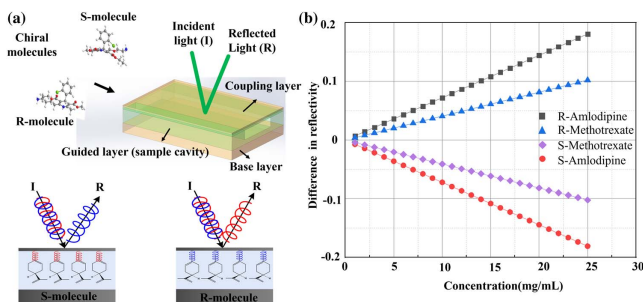 (a)
S-molecule
Chiral
molecules
R-molecule
Incident
light (I)
Reflected
Light (R)
Coupling layer
Guided layer (sample cavity)
Base layer
I
R
S-molecule
I
R
R-molecule
(b)
Difference in reflectivity
0.2
0.1
0
-0.1
-0.2
R-Amlodipine
R-Methotrexate
S-Methotrexate
S-Amlodipine
0 5 10 15 20 25 30
Concentration(mg/mL)